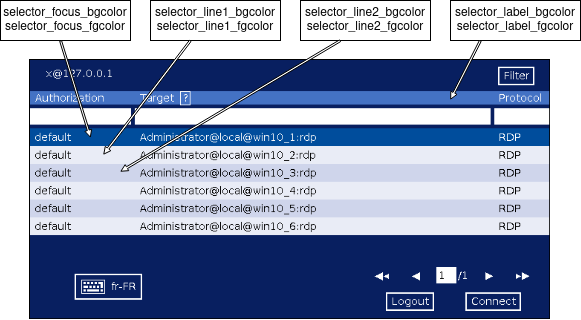 selector_focus_bgcolor
selector_focus_fgcolor
selector_line1_bgcolor
selector_line1_fgcolor
selector_line2_bgcolor
selector_line2_fgcolor
selector_label_bgcolor
selector_label_fgcolor
x@127.0.0.1
Filter
Authorization Target ? Protocol
default Administrator@local@win10_1:rdp RDP
default Administrator@local@win10_2:rdp RDP
default Administrator@local@win10_3:rdp RDP
default Administrator@local@win10_4:rdp RDP
default Administrator@local@win10_5:rdp RDP
default Administrator@local@win10_6:rdp RDP
1 /1
fr-FR
Logout Connect